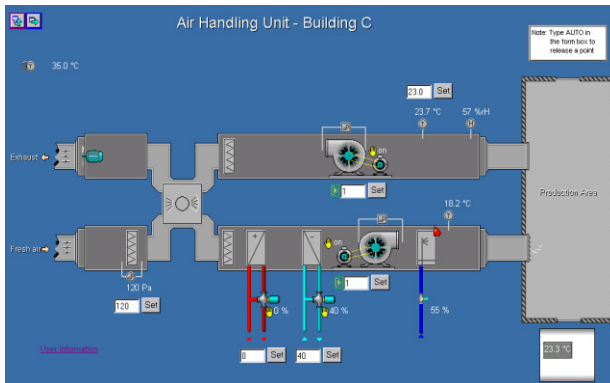 Air Handling Unit - Building C
Note: Type AUTO in
the form box to
release a point
35.0 °C
23.0 Set
23.7 °C 57 %rH
Exhaust
on
1 Set
Production Area
18.2 °C
Fresh air
on
120 Pa
120 Set
1 Set
0 %
40 %
55 %
User Information
0 Set
40 Set
23.3 °C